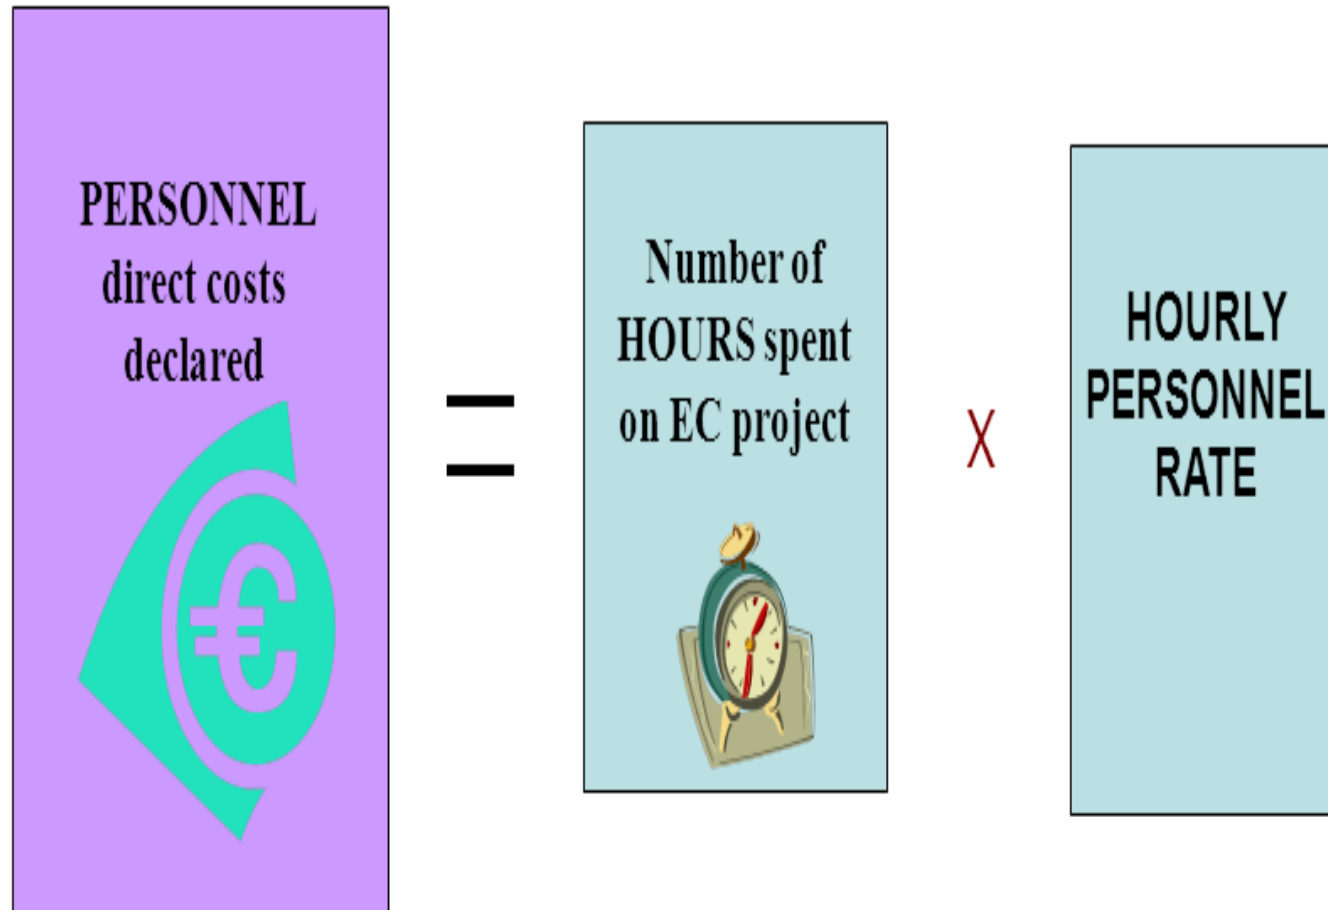 PERSONNEL
direct costs
declared
€
=
Number of
HOURS spent
on EC project
X
HOURLY
PERSONNEL
RATE